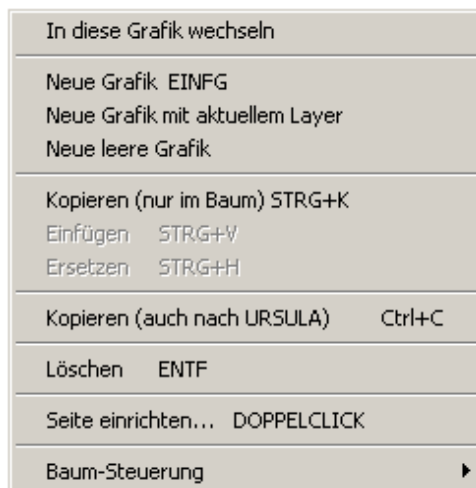 In diese Grafik wechseln
Neue Grafik EINFG
Neue Grafik mit aktuellem Layer
Neue leere Grafik
Kopieren (nur im Baum) STRG+K
Einfügen STRG+V
Ersetzen STRG+H
Kopieren (auch nach URSULA) Ctrl+C
Löschen ENTF
Seite einrichten... DOPPELCLICK
Baum-Steuerung